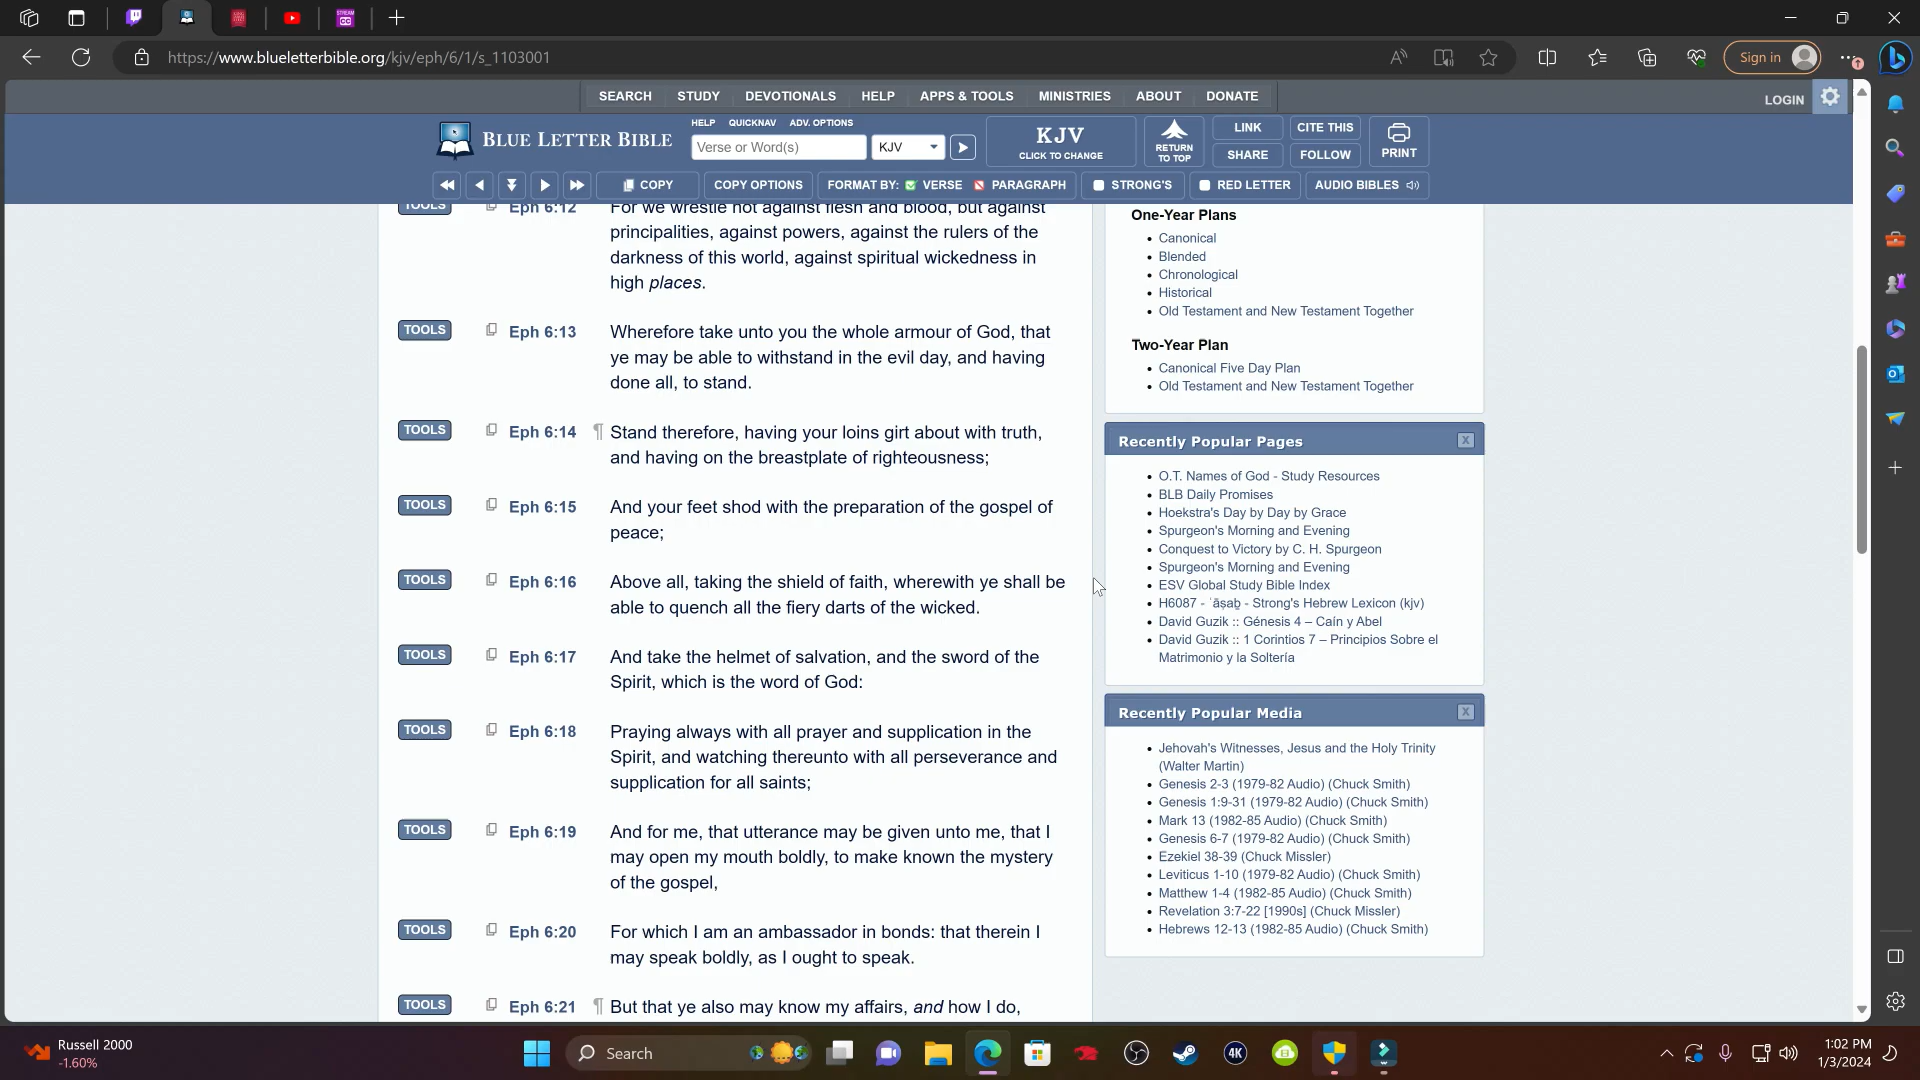 https://www.blueletterbible.org/kjv/eph/6/1/s_1103001
Sign in
SEARCH STUDY DEVOTIONALS HELP APPS & TOOLS MINISTRIES ABOUT DONATE
LOGIN
BLUE LETTER BIBLE
HELP QUICKNAV ADV. OPTIONS
Verse or Word(s)
KJV
KJV
CLICK TO CHANGE
RETURN
TO TOP
LINK
CITE THIS
SHARE
FOLLOW
PRINT
COPY
COPY OPTIONS
FORMAT BY: VERSE PARAGRAPH
STRONG'S
RED LETTER
AUDIO BIBLES
TOOLS Eph 6:12 For we wrestle not against flesh and blood, but against
principalities, against powers, against the rulers of the
darkness of this world, against spiritual wickedness in
high places.
TOOLS Eph 6:13 Wherefore take unto you the whole armour of God, that
ye may be able to withstand in the evil day, and having
done all, to stand.
TOOLS Eph 6:14 ¶ Stand therefore, having your loins girt about with truth,
and having on the breastplate of righteousness;
TOOLS Eph 6:15 And your feet shod with the preparation of the gospel of
peace;
TOOLS Eph 6:16 Above all, taking the shield of faith, wherewith ye shall be
able to quench all the fiery darts of the wicked.
TOOLS Eph 6:17 And take the helmet of salvation, and the sword of the
Spirit, which is the word of God:
TOOLS Eph 6:18 Praying always with all prayer and supplication in the
Spirit, and watching thereunto with all perseverance and
supplication for all saints;
TOOLS Eph 6:19 And for me, that utterance may be given unto me, that I
may open my mouth boldly, to make known the mystery
of the gospel,
TOOLS Eph 6:20 For which I am an ambassador in bonds: that therein I
may speak boldly, as I ought to speak.
TOOLS Eph 6:21 ¶ But that ye also may know my affairs, and how I do,
One-Year Plans
• Canonical
• Blended
• Chronological
• Historical
• Old Testament and New Testament Together
Two-Year Plan
• Canonical Five Day Plan
• Old Testament and New Testament Together
Recently Popular Pages
X
• O.T. Names of God - Study Resources
• BLB Daily Promises
• Hoekstra's Day by Day by Grace
• Spurgeon's Morning and Evening
• Conquest to Victory by C. H. Spurgeon
• Spurgeon's Morning and Evening
• ESV Global Study Bible Index
• H6087 - ʿāṣaḇ - Strong's Hebrew Lexicon (kjv)
• David Guzik :: Génesis 4 – Caín y Abel
• David Guzik :: 1 Corintios 7 – Principios Sobre el
Matrimonio y la Soltería
Recently Popular Media
X
• Jehovah's Witnesses, Jesus and the Holy Trinity
(Walter Martin)
• Genesis 2-3 (1979-82 Audio) (Chuck Smith)
• Genesis 1:9-31 (1979-82 Audio) (Chuck Smith)
• Mark 13 (1982-85 Audio) (Chuck Smith)
• Genesis 6-7 (1979-82 Audio) (Chuck Smith)
• Ezekiel 38-39 (Chuck Missler)
• Leviticus 1-10 (1979-82 Audio) (Chuck Smith)
• Matthew 1-4 (1982-85 Audio) (Chuck Smith)
• Revelation 3:7-22 [1990s] (Chuck Missler)
• Hebrews 12-13 (1982-85 Audio) (Chuck Smith)
Russell 2000
-1.60%
Search
4K
1:02 PM
1/3/2024